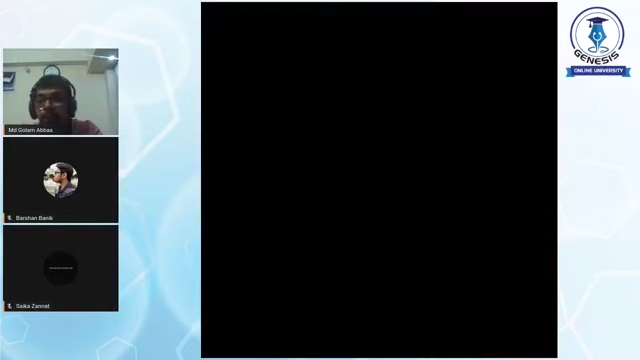 GENESIS
ONLINE UNIVERSITY
Md Golam Abbas
Barshan Banik
Saika Zannat